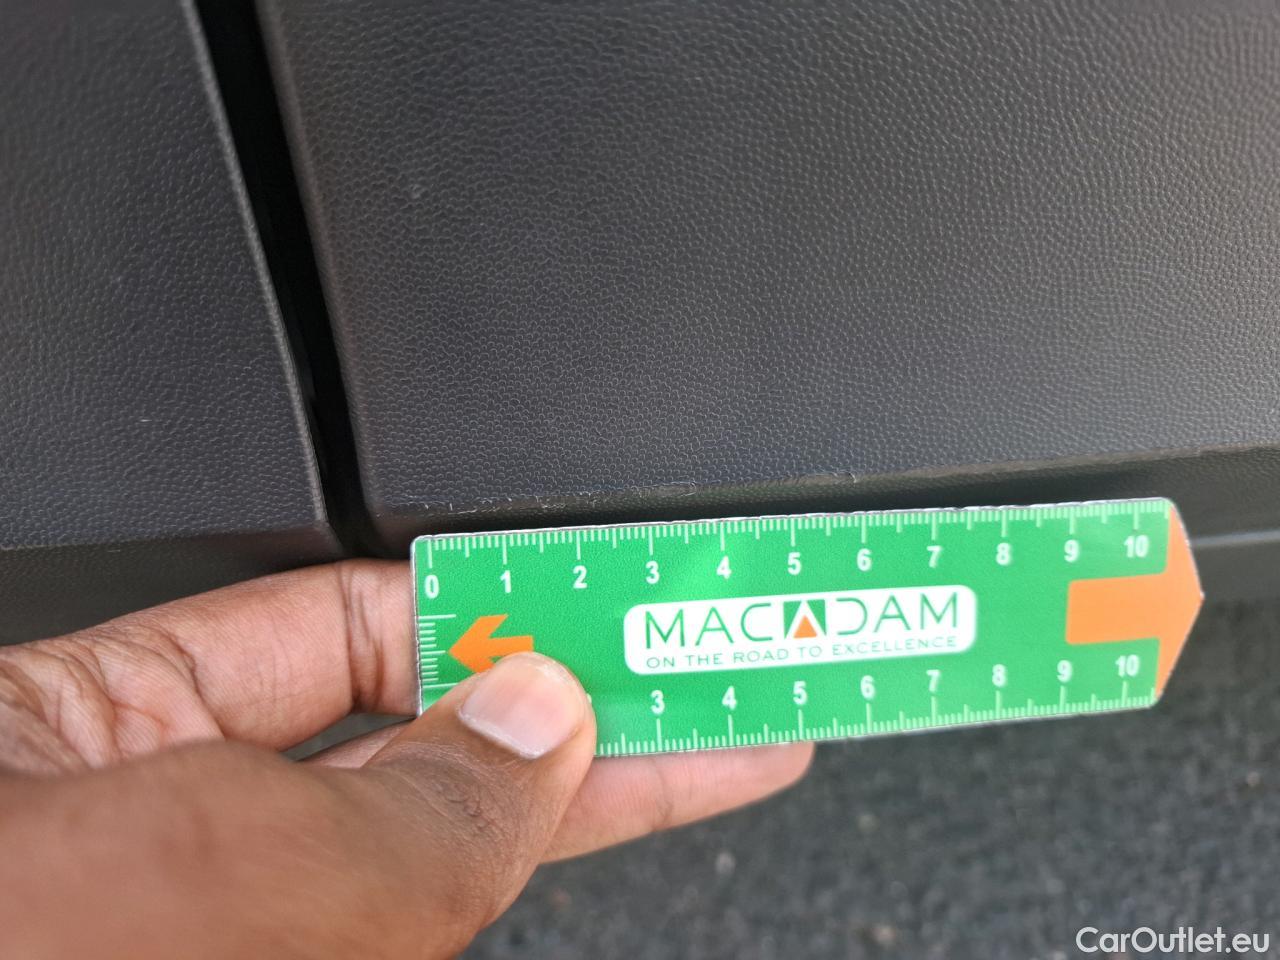 0 1 2 3 4 5 6 7 8 9 10
MACADAM
ON THE ROAD TO EXCELLENCE
3 4 5 6 7 8 9 10
CarOutlet.eu